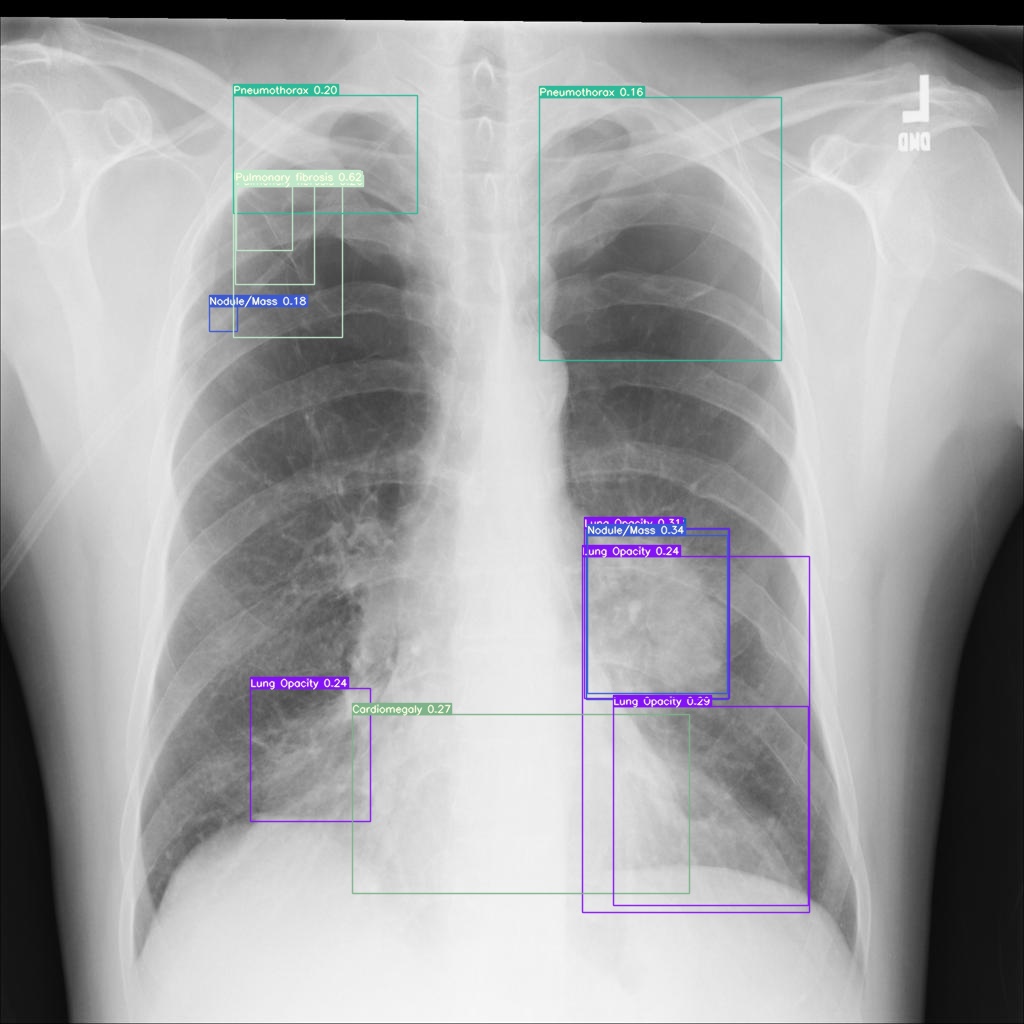 Pneumothorax 0.20
Pneumothorax 0.16
L
DMD
Pulmonary fibrosis 0.62
Nodule/Mass 0.18
Lung Opacity 0.31
Nodule/Mass 0.34
Lung Opacity 0.24
Lung Opacity 0.24
Lung Opacity 0.29
Cardiomegaly 0.27